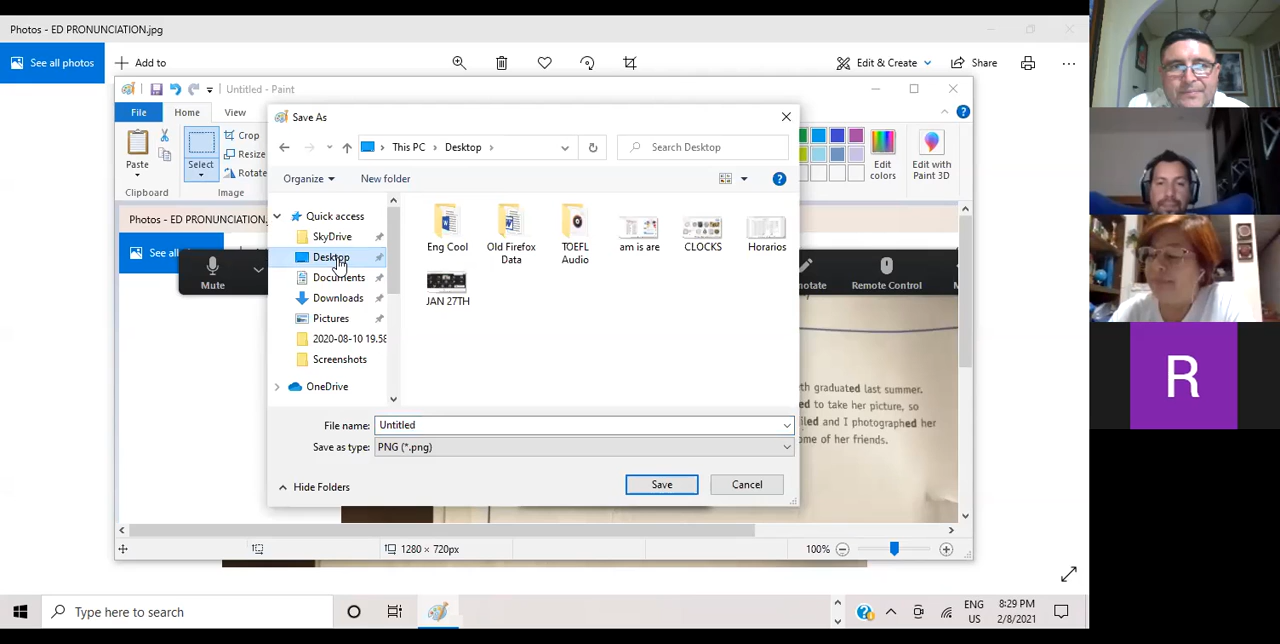 Photos - ED PRONUNCIATION.jpg
See all photos
Add to
Edit & Create
Share
Untitled - Paint
File
Home
View
Paste
Clipboard
Select
Crop
Resize
Rotate
Image
Edit colors
Edit with Paint 3D
Save As
This PC
Desktop
Search Desktop
Organize
New folder
Quick access
SkyDrive
Desktop
Documents
Downloads
Pictures
2020-08-10 19.58
Screenshots
OneDrive
Eng Cool
Old Firefox Data
TOEFL Audio
am is are
CLOCKS
Horarios
JAN 27TH
File name:
Untitled
Save as type:
PNG (*.png)
Hide Folders
Save
Cancel
Photos - ED PRONUNCIATION.
See al
Mute
notate
Remote Control
M
eth graduated last summer.
ed to take her picture, so
led and I photographed her
ome of her friends.
1280 × 720px
100%
R
Type here to search
ENG
US
8:29 PM
2/8/2021